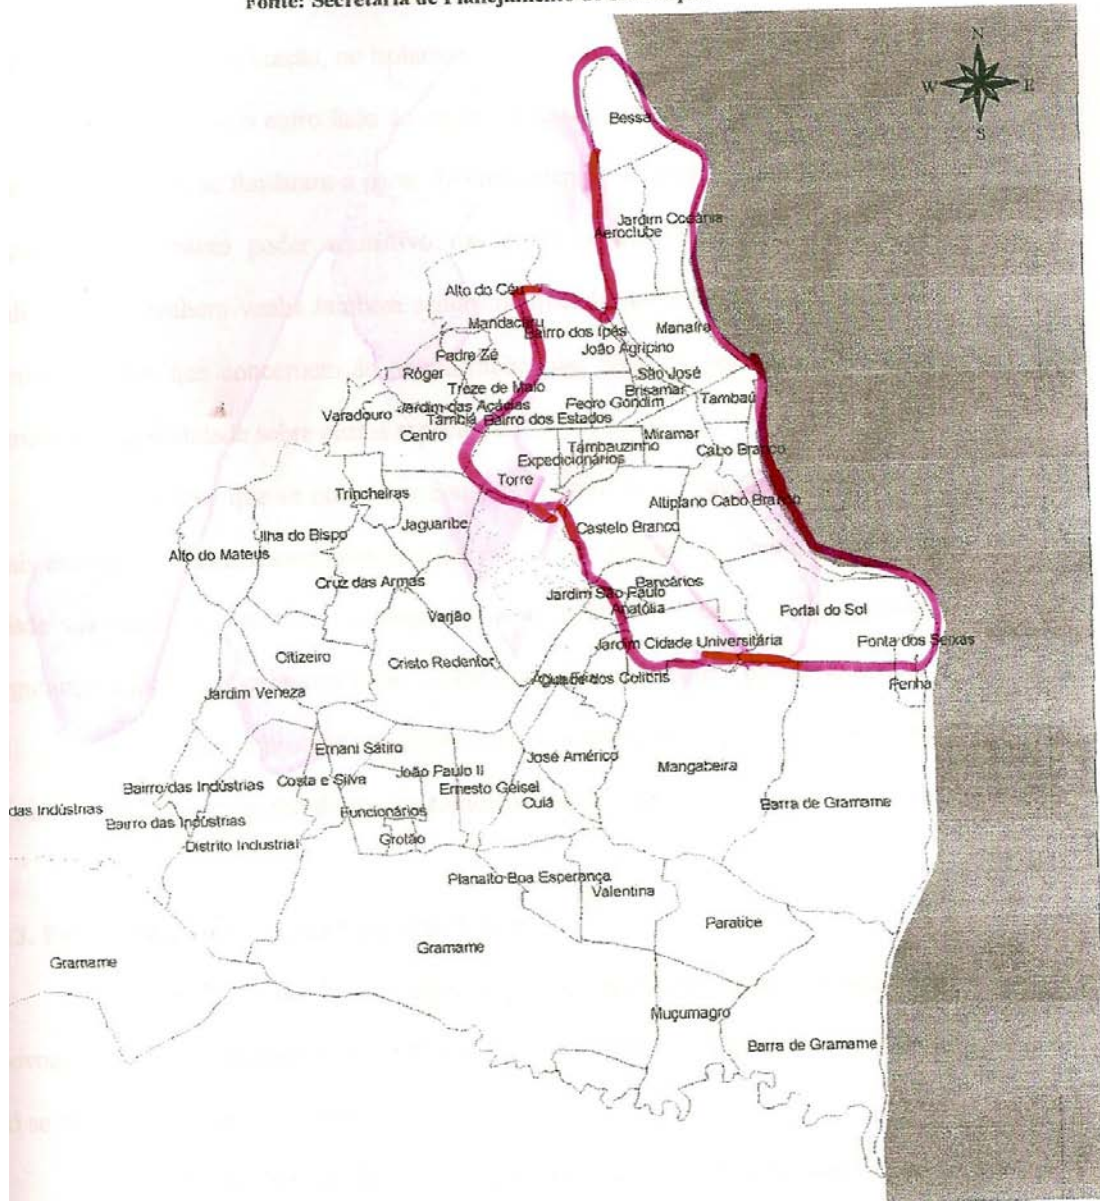 Fonte: Secretaria de Planejamento
N
W
E
S
Bessa
Jardim Oceania
Aeroclube
Alto do Céu
Mandacaru
Bairro dos Ipês
Manaíra
João Agripino
Padre Zé
São José
Róger
Brisamar
Treze de Maio
Tambaú
Jardim das Acácias
Pedro Gondim
Varadouro
Tambiá
Bairro dos Estados
Centro
Miramar
Tambauzinho
Cabo Branco
Expedicionários
Torre
Trincheiras
Altiplano Cabo Branco
Jaguaribe
Castelo Branco
Ilha do Bispo
Alto do Mateus
Cruz das Armas
Bancários
Jardim São Paulo
Anatólia
Portal do Sol
Varjão
Jardim Cidade Universitária
Ponta dos Seixas
Citizeiro
Cristo Redentor
Cidade dos Colibris
Penha
Jardim Veneza
Ernani Sátiro
José Américo
Mangabeira
João Paulo II
Costa e Silva
Bairro das Indústrias
Ernesto Geisel
Cuiá
Barra de Gramame
das Indústrias
Funcionários
Bairro das Indústrias
Grotão
Distrito Industrial
Planalto Boa Esperança
Valentina
Paratibe
Gramame
Gramame
Muçumagro
Barra de Gramame